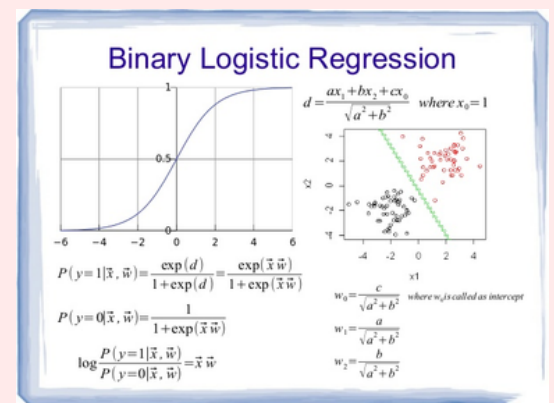 Binary Logistic Regression
1
0.5
0
−6 −4 −2 0 2 4 6
d = ax₁+bx₂+cx₀ / √a²+b² where x₀=1
x2
4
2
0
-2
-4
-4 -2 0 2 4
x1
P(y=1|x⃗, w⃗)= exp(d) / 1+exp(d) = exp(x⃗ w⃗) / 1+exp(x⃗ w⃗)
P(y=0|x⃗, w⃗)= 1 / 1+exp(x⃗ w⃗)
log P(y=1|x⃗, w⃗) / P(y=0|x⃗, w⃗) = x⃗ w⃗
w₀= c / √a²+b² where w₀is called as intercept
w₁= a / √a²+b²
w₂= b / √a²+b²